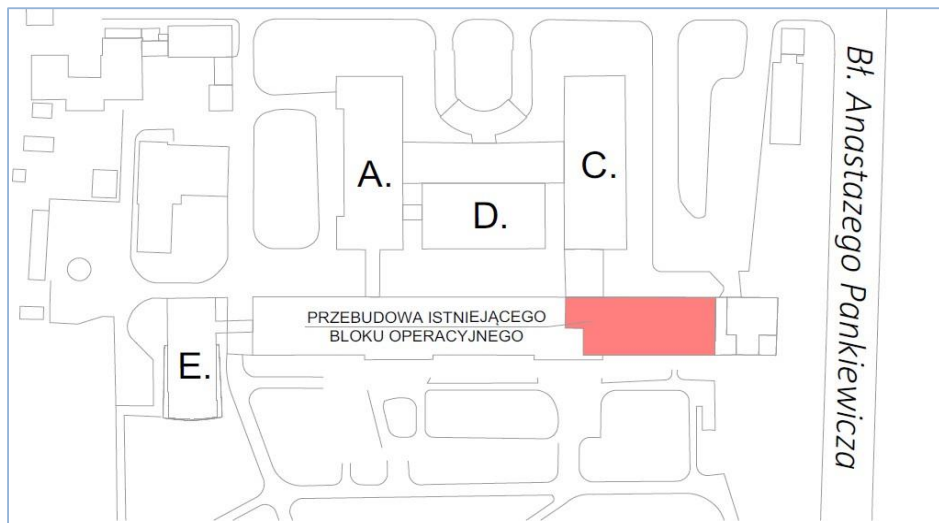 A.
C.
D.
PRZEBUDOWA ISTNIEJĄCEGO
BLOKU OPERACYJNEGO
E.
Bł. Anastazego Pankiewicza